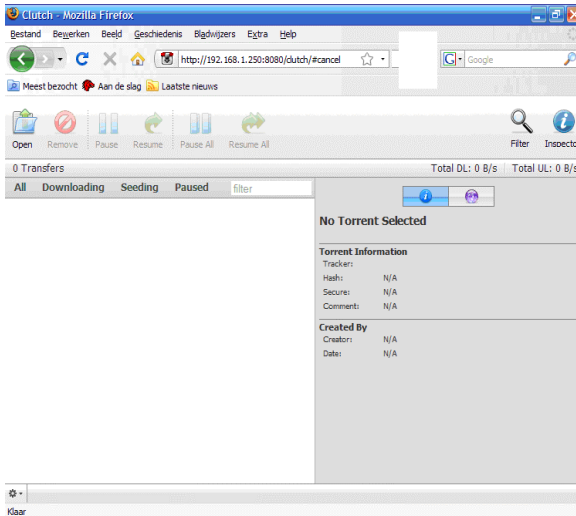 Clutch - Mozilla Firefox
Bestand Bewerken Beeld Geschiedenis Bladwijzers Extra Help
http://192.168.1.250:8080/clutch/#cancel G Google
Meest bezocht Aan de slag Laatste nieuws
Open Remove Pause Resume Pause All Resume All Filter Inspecto
0 Transfers Total DL: 0 B/s Total UL: 0 B/s
All Downloading Seeding Paused filter
No Torrent Selected
Torrent Information
Tracker:
Hash: N/A
Secure: N/A
Comment: N/A
Created By
Creator: N/A
Date: N/A
Klaar